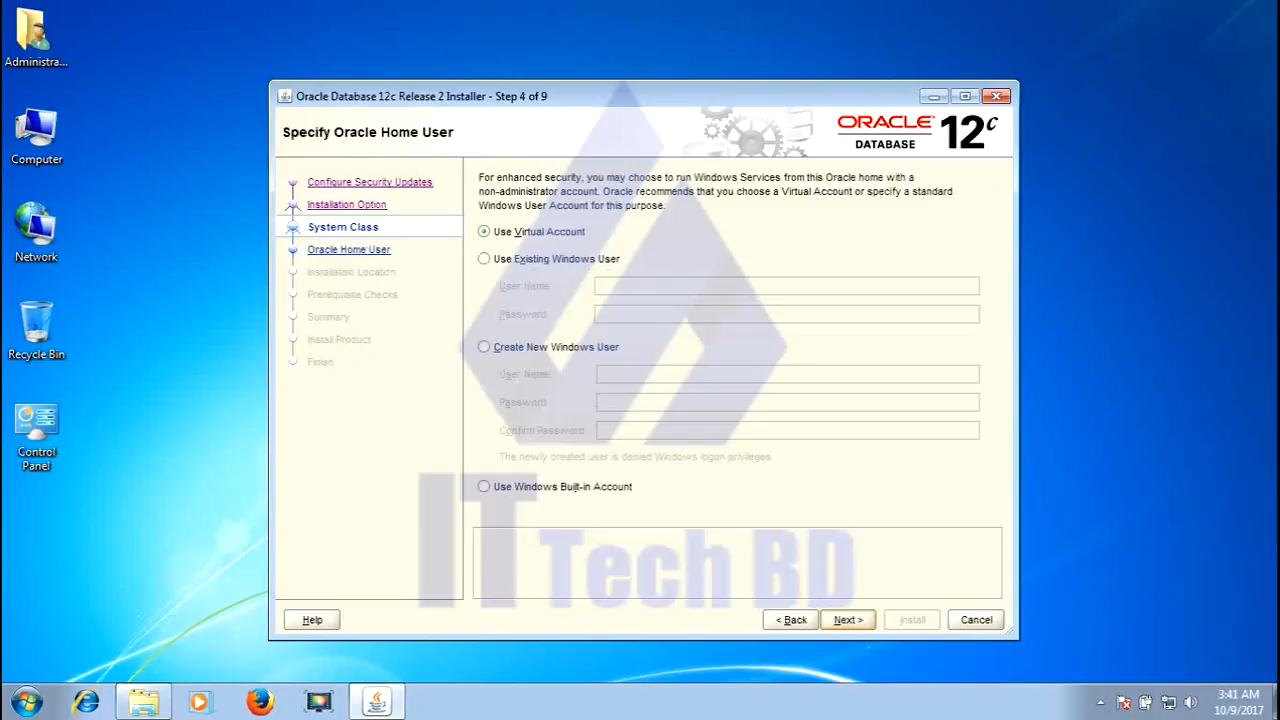 Administra...
Computer
Network
Recycle Bin
Control
Panel
Oracle Database 12c Release 2 Installer - Step 4 of 9
Specify Oracle Home User
ORACLE
DATABASE
12c
Configure Security Updates
Installation Option
System Class
Oracle Home User
Installation Location
Prerequisite Checks
Summary
Install Product
Finish
For enhanced security, you may choose to run Windows Services from this Oracle home with a
non-administrator account. Oracle recommends that you choose a Virtual Account or specify a standard
Windows User Account for this purpose.
Use Virtual Account
Use Existing Windows User
User Name:
Password:
Create New Windows User
User Name:
Password:
Confirm Password:
The newly created user is denied Windows logon privileges
Use Windows Built-in Account
IT Tech BD
Help
< Back
Next >
Install
Cancel
3:41 AM
10/9/2017